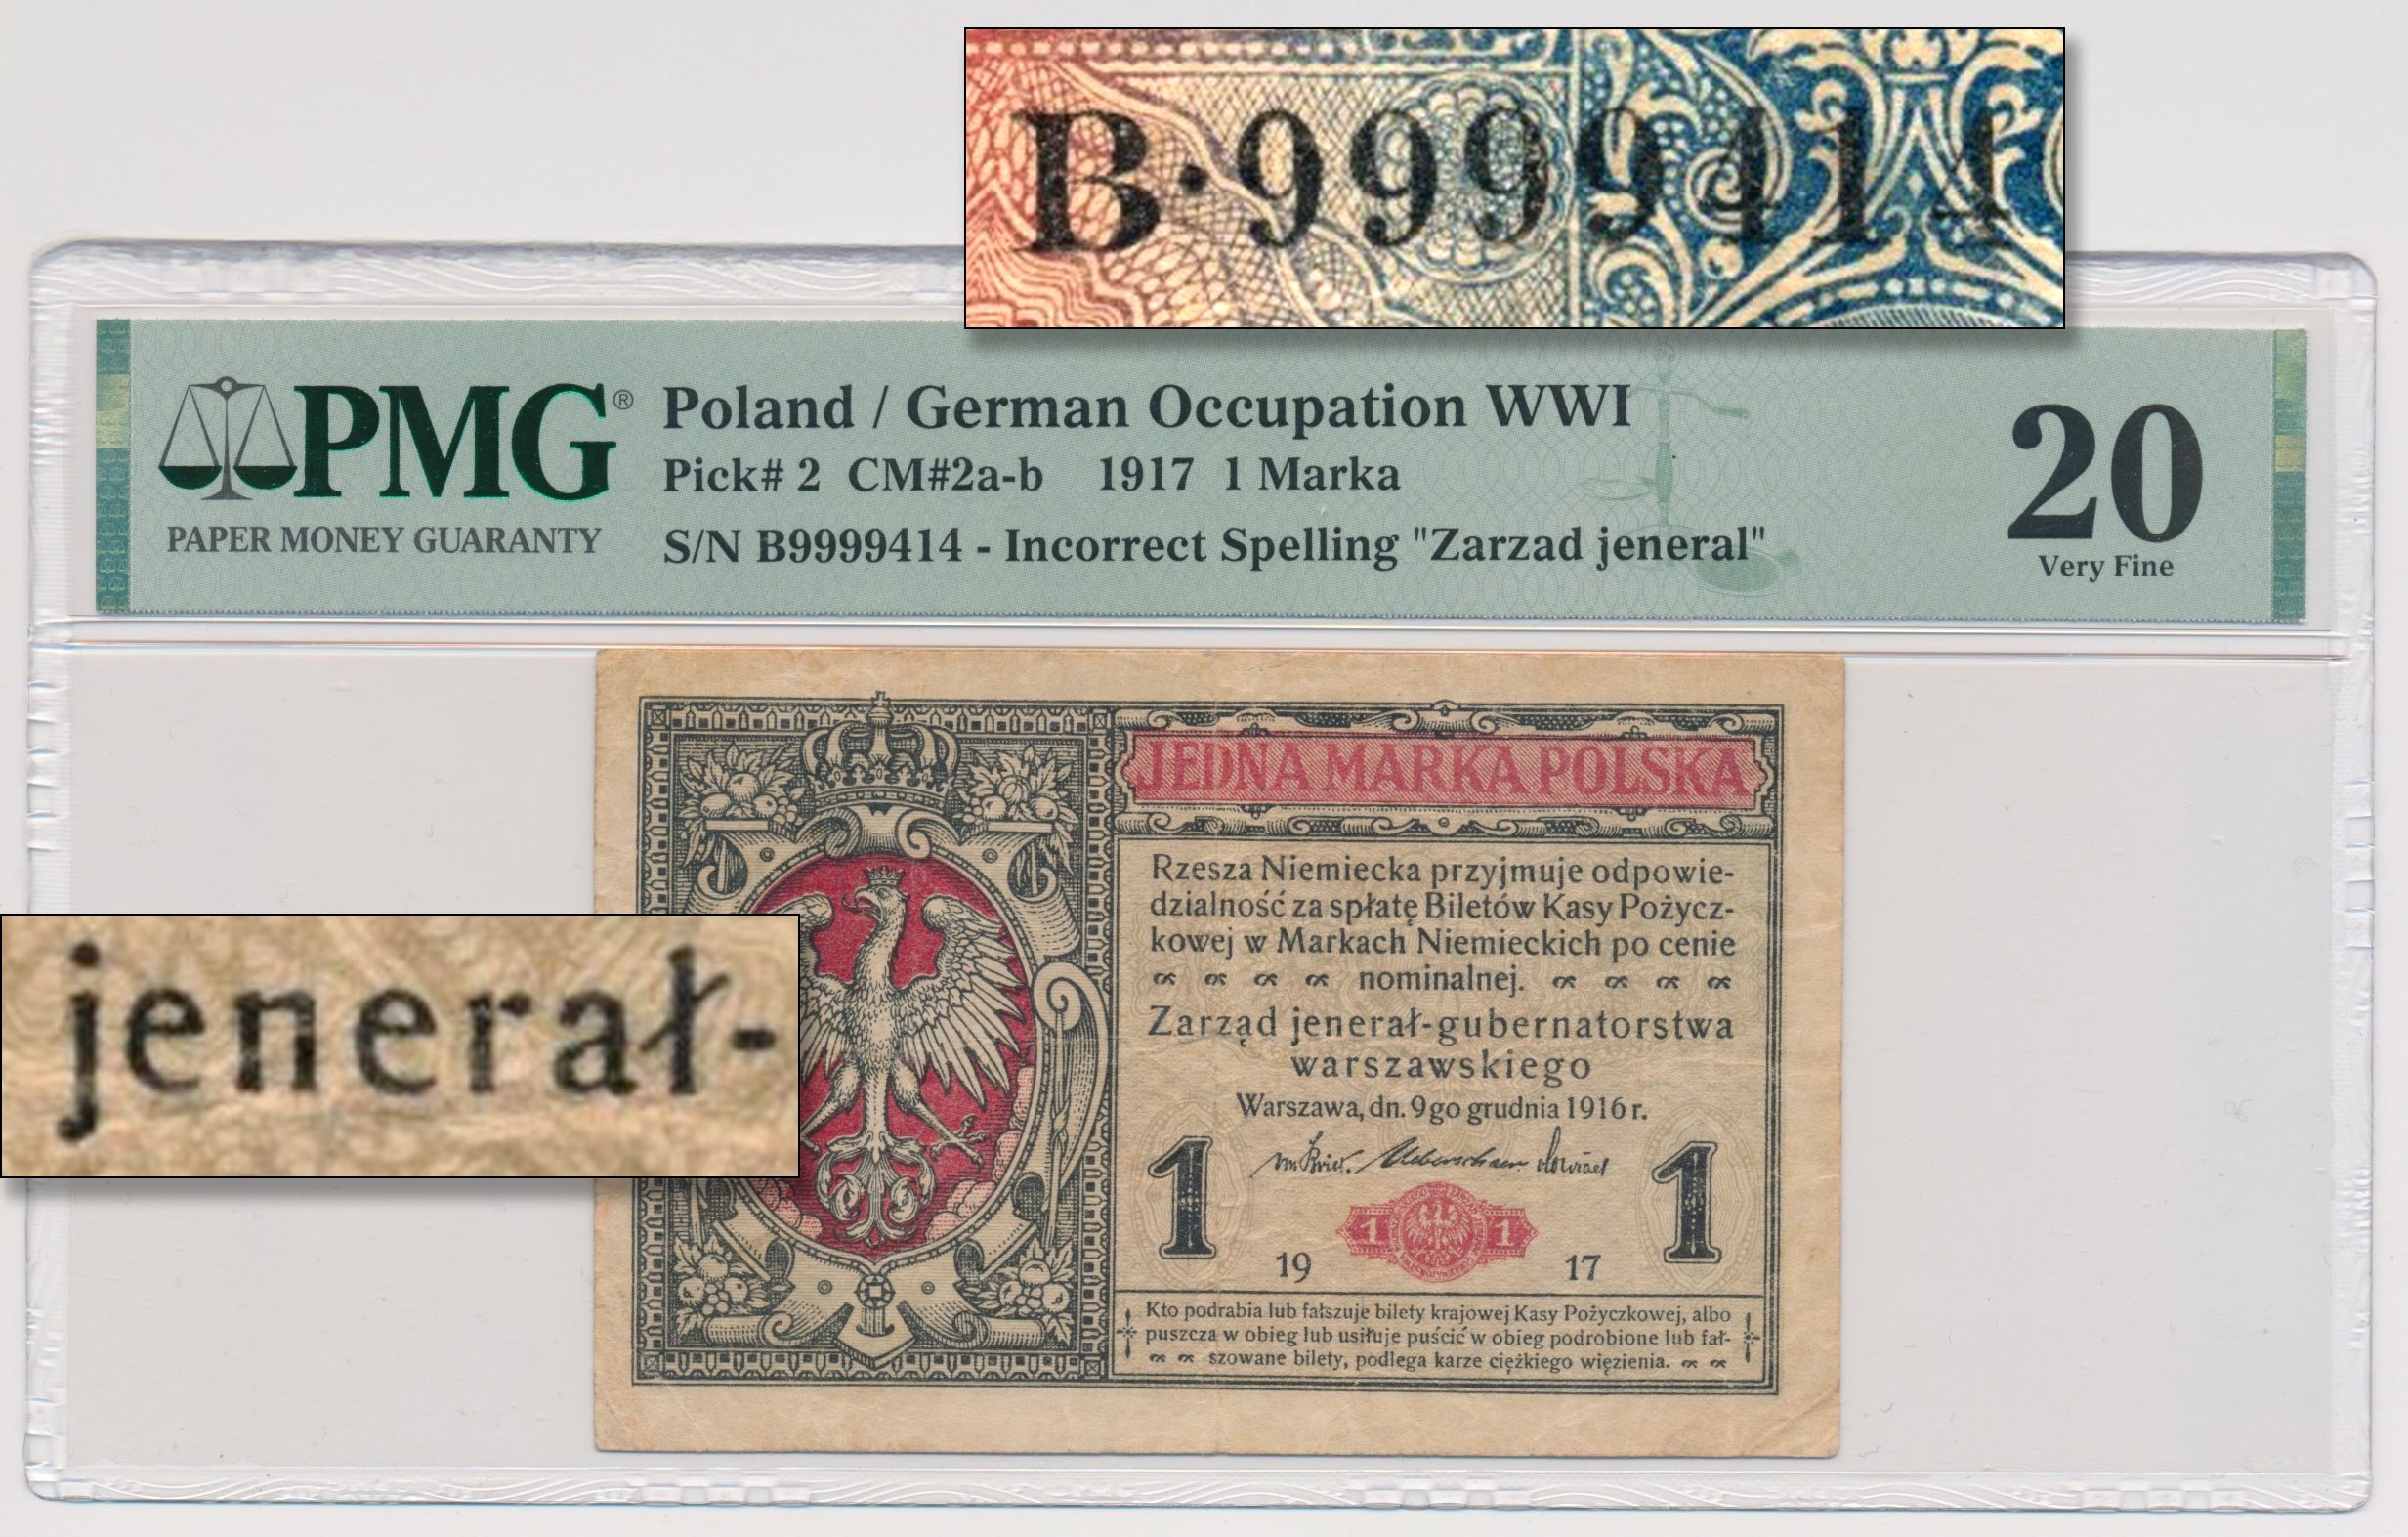 B·9999414
PMG®
PAPER MONEY GUARANTY
Poland / German Occupation WWI
Pick# 2 CM#2a-b 1917 1 Marka
S/N B9999414 - Incorrect Spelling "Zarzad jeneral"
20
Very Fine
JEDNA MARKA POLSKA
Rzesza Niemiecka przyjmuje odpowie-
dzialność za spłatę Biletów Kasy Pożycz-
kowej w Markach Niemieckich po cenie
nominalnej.
Zarząd jenerał-gubernatorstwa
warszawskiego
Warszawa, dn. 9go grudnia 1916 r.
jenerał-
1 1
1 1
19 17
Kto podrabia lub fałszuje bilety krajowej Kasy Pożyczkowej, albo
puszcza w obieg lub usiłuje puścić w obieg podrobione lub fał-
szowane bilety, podlega karze ciężkiego więzienia.